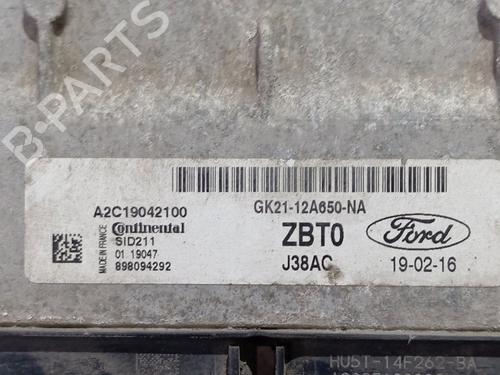 B-PARTS
GK21-12A650-NA
A2C19042100
Continental
SID211
01 19047
898094292
MADE IN FRANCE
ZBT0
J38AC
Ford
19-02-16
HU5T-14F262-BA